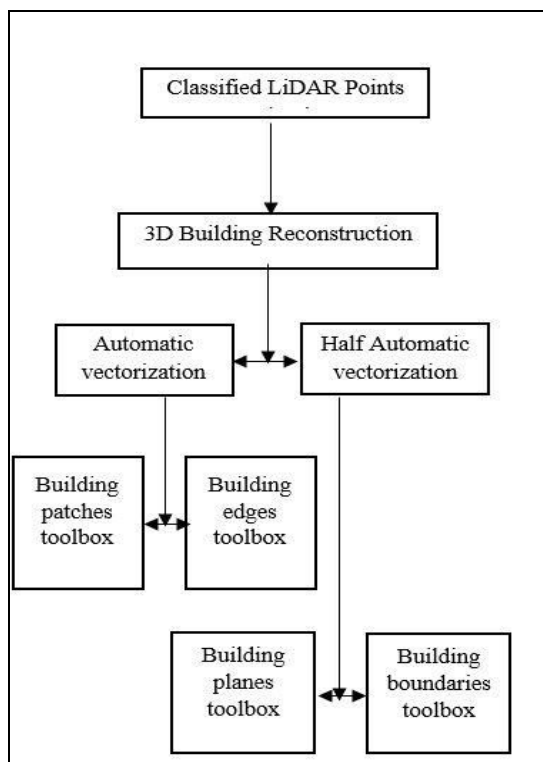 Classified LiDAR Points
3D Building Reconstruction
Automatic
vectorization
Half Automatic
vectorization
Building
patches
toolbox
Building
edges
toolbox
Building
planes
toolbox
Building
boundaries
toolbox